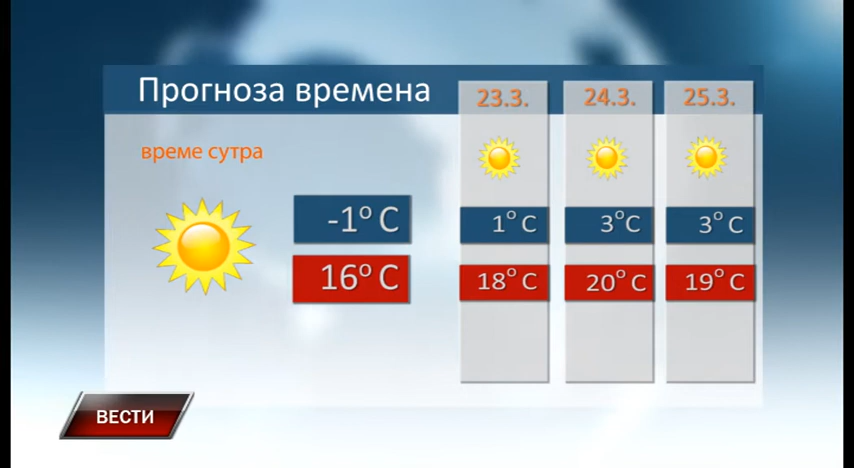 Прогноза времена
време сутра
-1° C
16° C
23.3.
1° C
18° C
24.3.
3°C
20° C
25.3.
3° C
19° C
ВЕСТИ